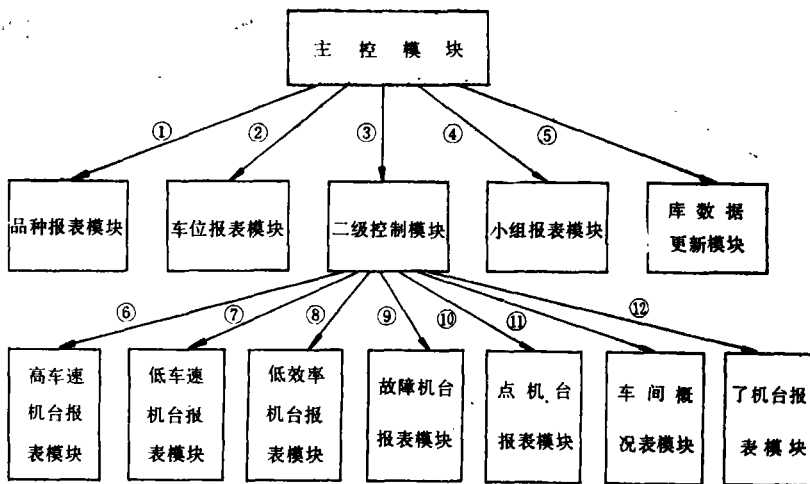 主控模块
① ② ③ ④ ⑤
品种报表模块
车位报表模块
二级控制模块
小组报表模块
库数据
更新模块
⑥ ⑦ ⑧ ⑨ ⑩ ⑪ ⑫
高车速
机台报
表模块
低车速
机台报
表模块
低效率
机台报
表模块
故障机台
报表模块
点机台
报表模块
车间概
况表模块
了机台报
表模块